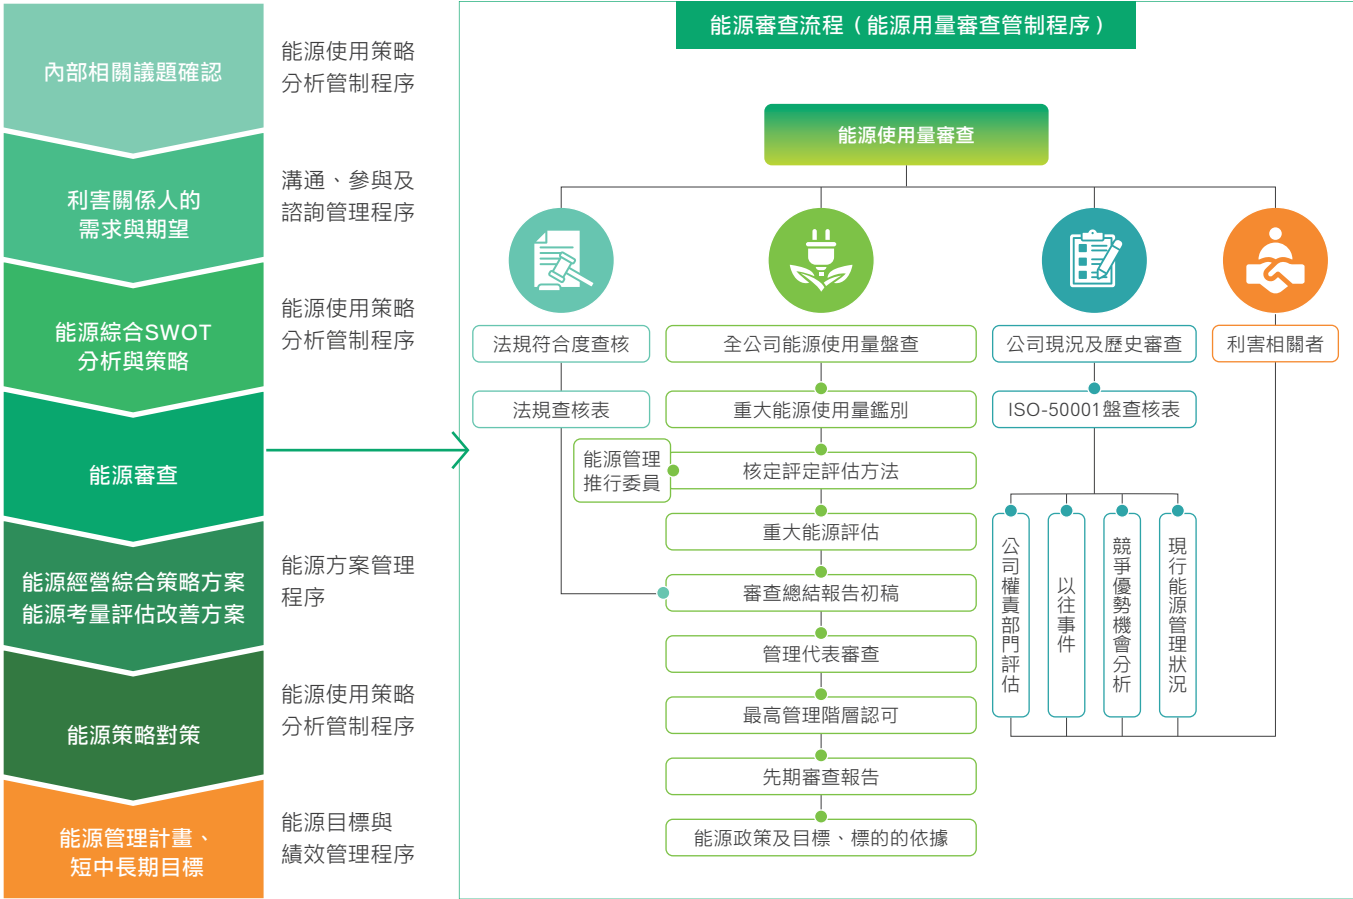 內部相關議題確認
能源使用策略
分析管制程序
利害關係人的
需求與期望
溝通、參與及
諮詢管理程序
能源綜合SWOT
分析與策略
能源使用策略
分析管制程序
能源審查
能源經營綜合策略方案
能源考量評估改善方案
能源方案管理
程序
能源策略對策
能源使用策略
分析管制程序
能源管理計畫、
短中長期目標
能源目標與
績效管理程序
能源審查流程（能源用量審查管制程序）
能源使用量審查
法規符合度查核
法規查核表
全公司能源使用量盤查
重大能源使用量鑑別
能源管理
推行委員
核定評定評估方法
重大能源評估
審查總結報告初稿
管理代表審查
最高管理階層認可
先期審查報告
能源政策及目標、標的的依據
公司現況及歷史審查
ISO-50001盤查核表
公司權責部門評估
以往事件
競爭優勢機會分析
現行能源管理狀況
利害相關者